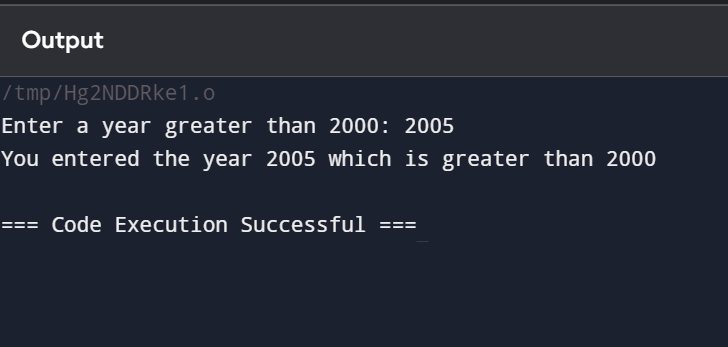 Output
/tmp/Hg2NDDRke1.o
Enter a year greater than 2000: 2005
You entered the year 2005 which is greater than 2000
=== Code Execution Successful ===